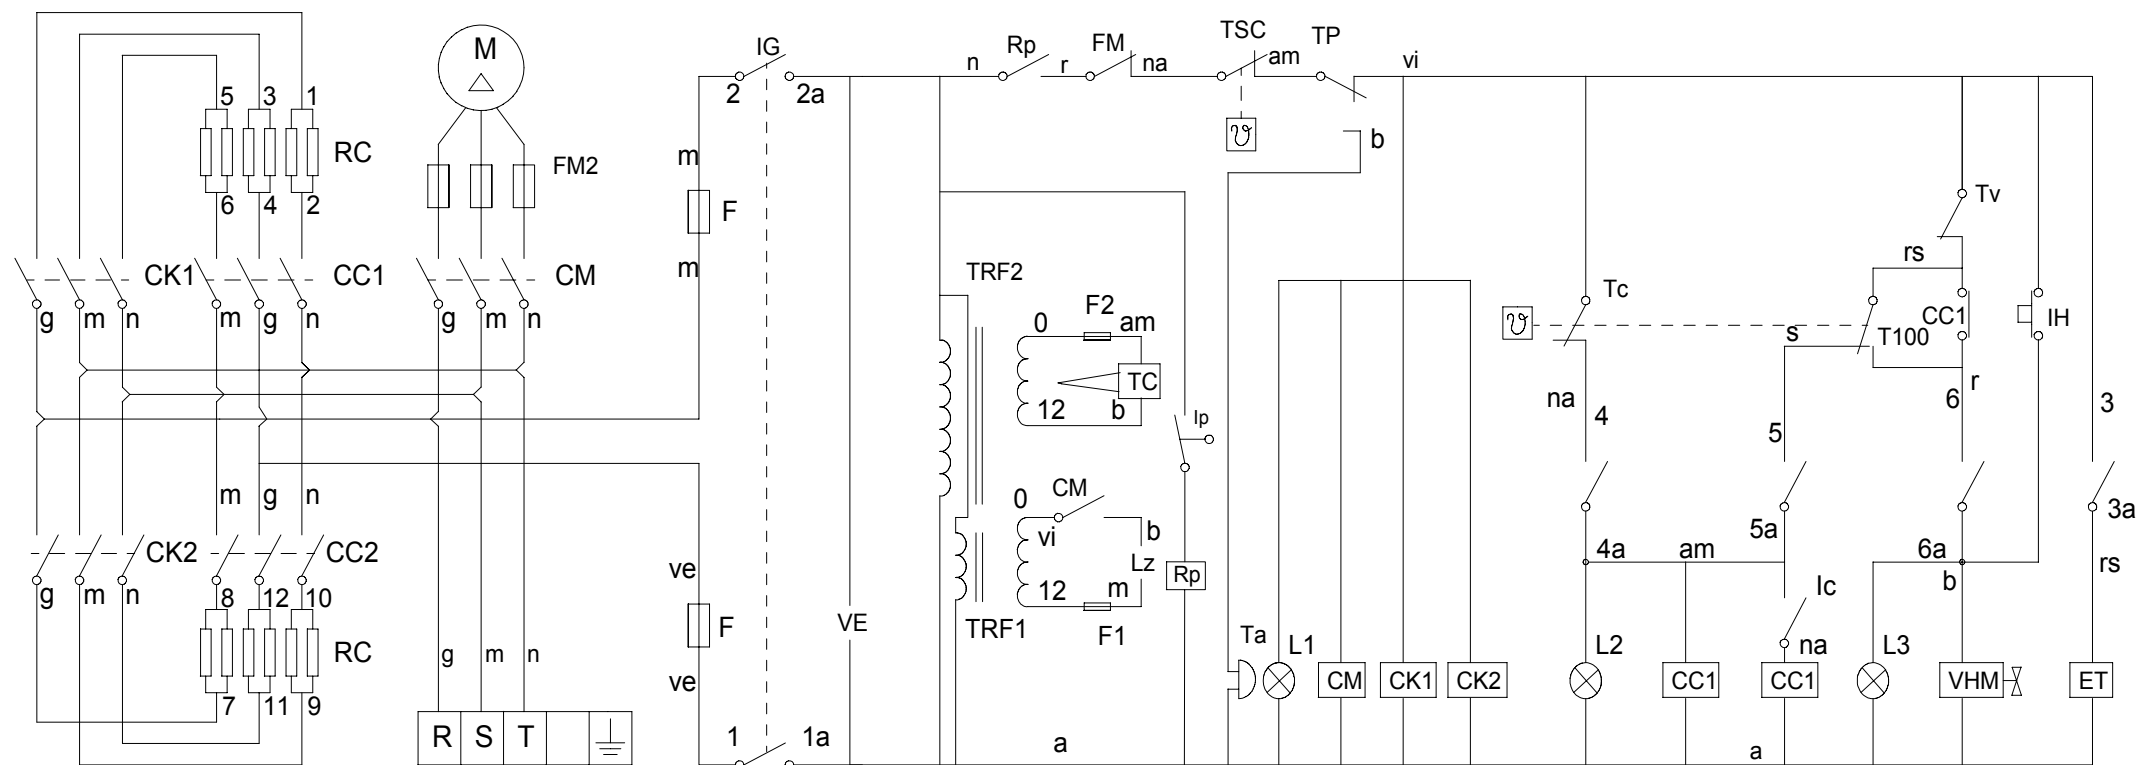 M
IG
n
Rp
r
FM
na
TSC
am
TP
vi
2
2a
5
3
1
RC
FM2
m
F
b
6
4
2
m
CK1
CC1
CM
g
m
n
m
g
n
g
m
n
TRF2
0
F2
am
TC
12
b
Ip
ϑ
Tv
rs
ϑ
Tc
s
T100
CC1
IH
r
na
4
5
6
3
m
g
n
0
CM
vi
b
Lz
12
m
TRF1
F1
Rp
5a
3a
4a
am
6a
b
rs
CK2
CC2
g
m
n
8
12
10
RC
7
11
9
g
m
n
ve
F
ve
VE
Ta
L1
CM
CK1
CK2
L2
CC1
Ic
na
CC1
L3
VHM
ET
R
S
T
1
1a
a
a